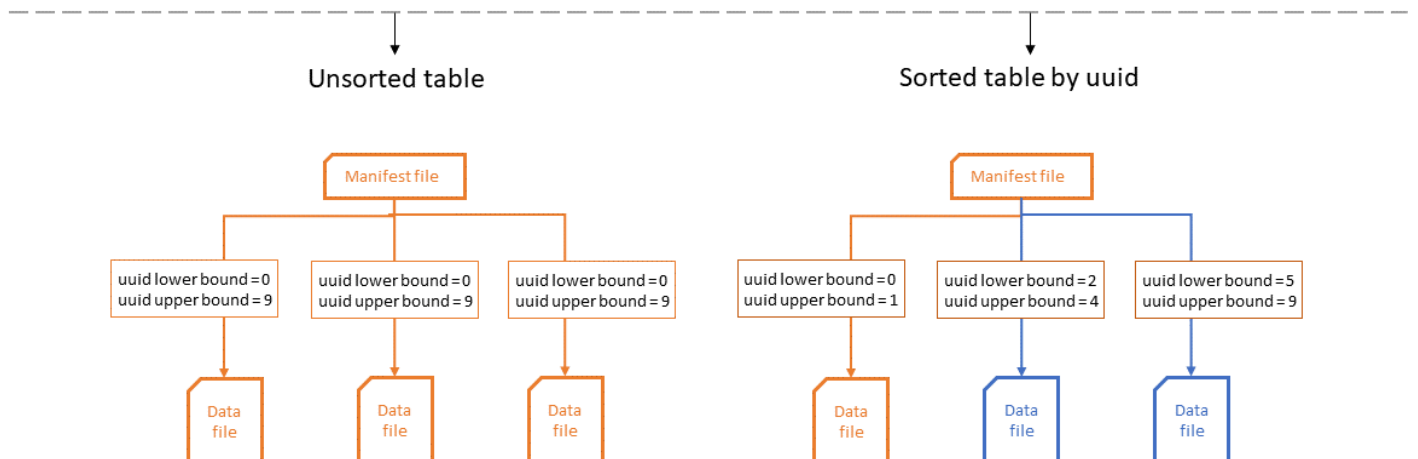 Unsorted table
Sorted table by uuid
Manifest file
Manifest file
uuid lower bound = 0
uuid upper bound = 9
uuid lower bound = 0
uuid upper bound = 9
uuid lower bound = 0
uuid upper bound = 9
uuid lower bound = 0
uuid upper bound = 1
uuid lower bound = 2
uuid upper bound = 4
uuid lower bound = 5
uuid upper bound = 9
Data
file
Data
file
Data
file
Data
file
Data
file
Data
file